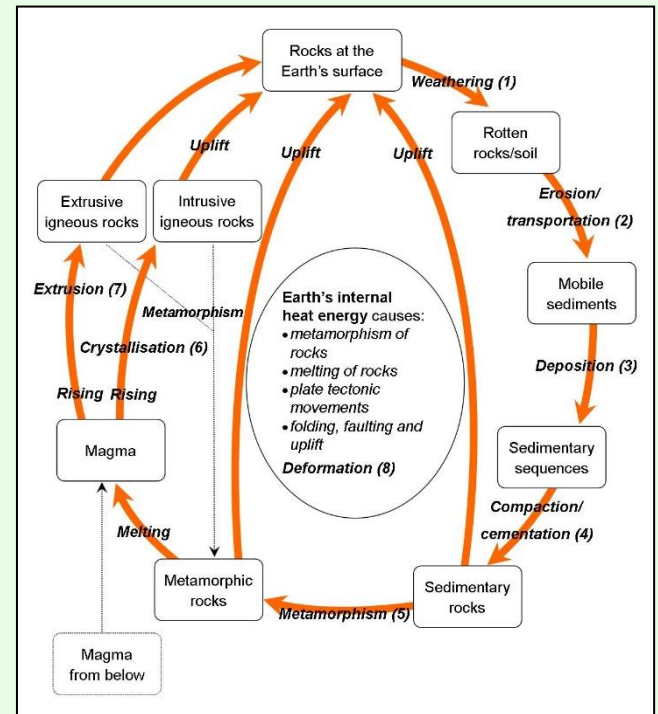 Rocks at the
Earth's surface
Weathering (1)
Rotten
rocks/soil
Erosion/
transportation (2)
Mobile
sediments
Deposition (3)
Sedimentary
sequences
Compaction/
cementation (4)
Sedimentary
rocks
Metamorphism (5)
Metamorphic
rocks
Melting
Magma
Magma
from below
Rising
Rising
Extrusion (7)
Crystallisation (6)
Extrusive
igneous rocks
Intrusive
igneous rocks
Metamorphism
Uplift
Uplift
Uplift
Earth's internal
heat energy causes:
•metamorphism of
rocks
•melting of rocks
•plate tectonic
movements
•folding, faulting and
uplift
Deformation (8)